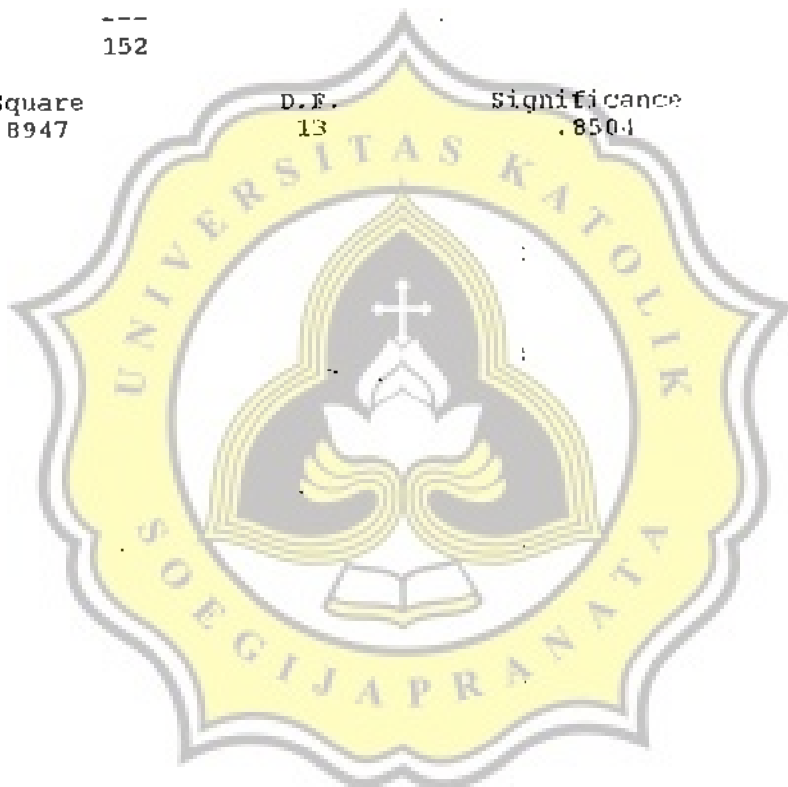 ---
152
Square D.F. Significance
8947 13 .8504
UNIVERSITAS KATOLIK
SOEGIJAPRANATA